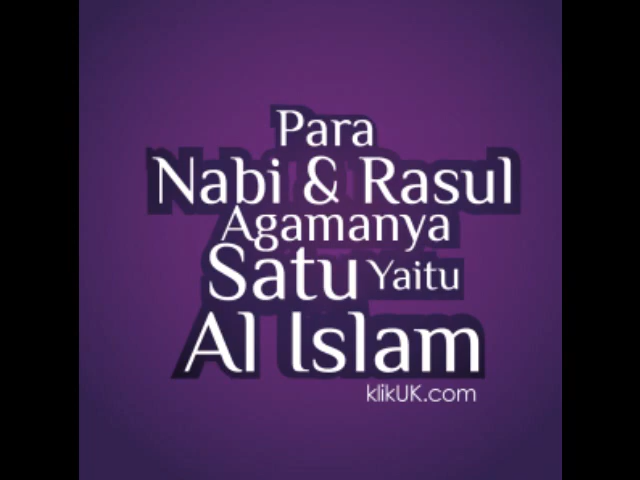 Para
Nabi & Rasul
Agamanya
Satu Yaitu
Al Islam
klikUK.com